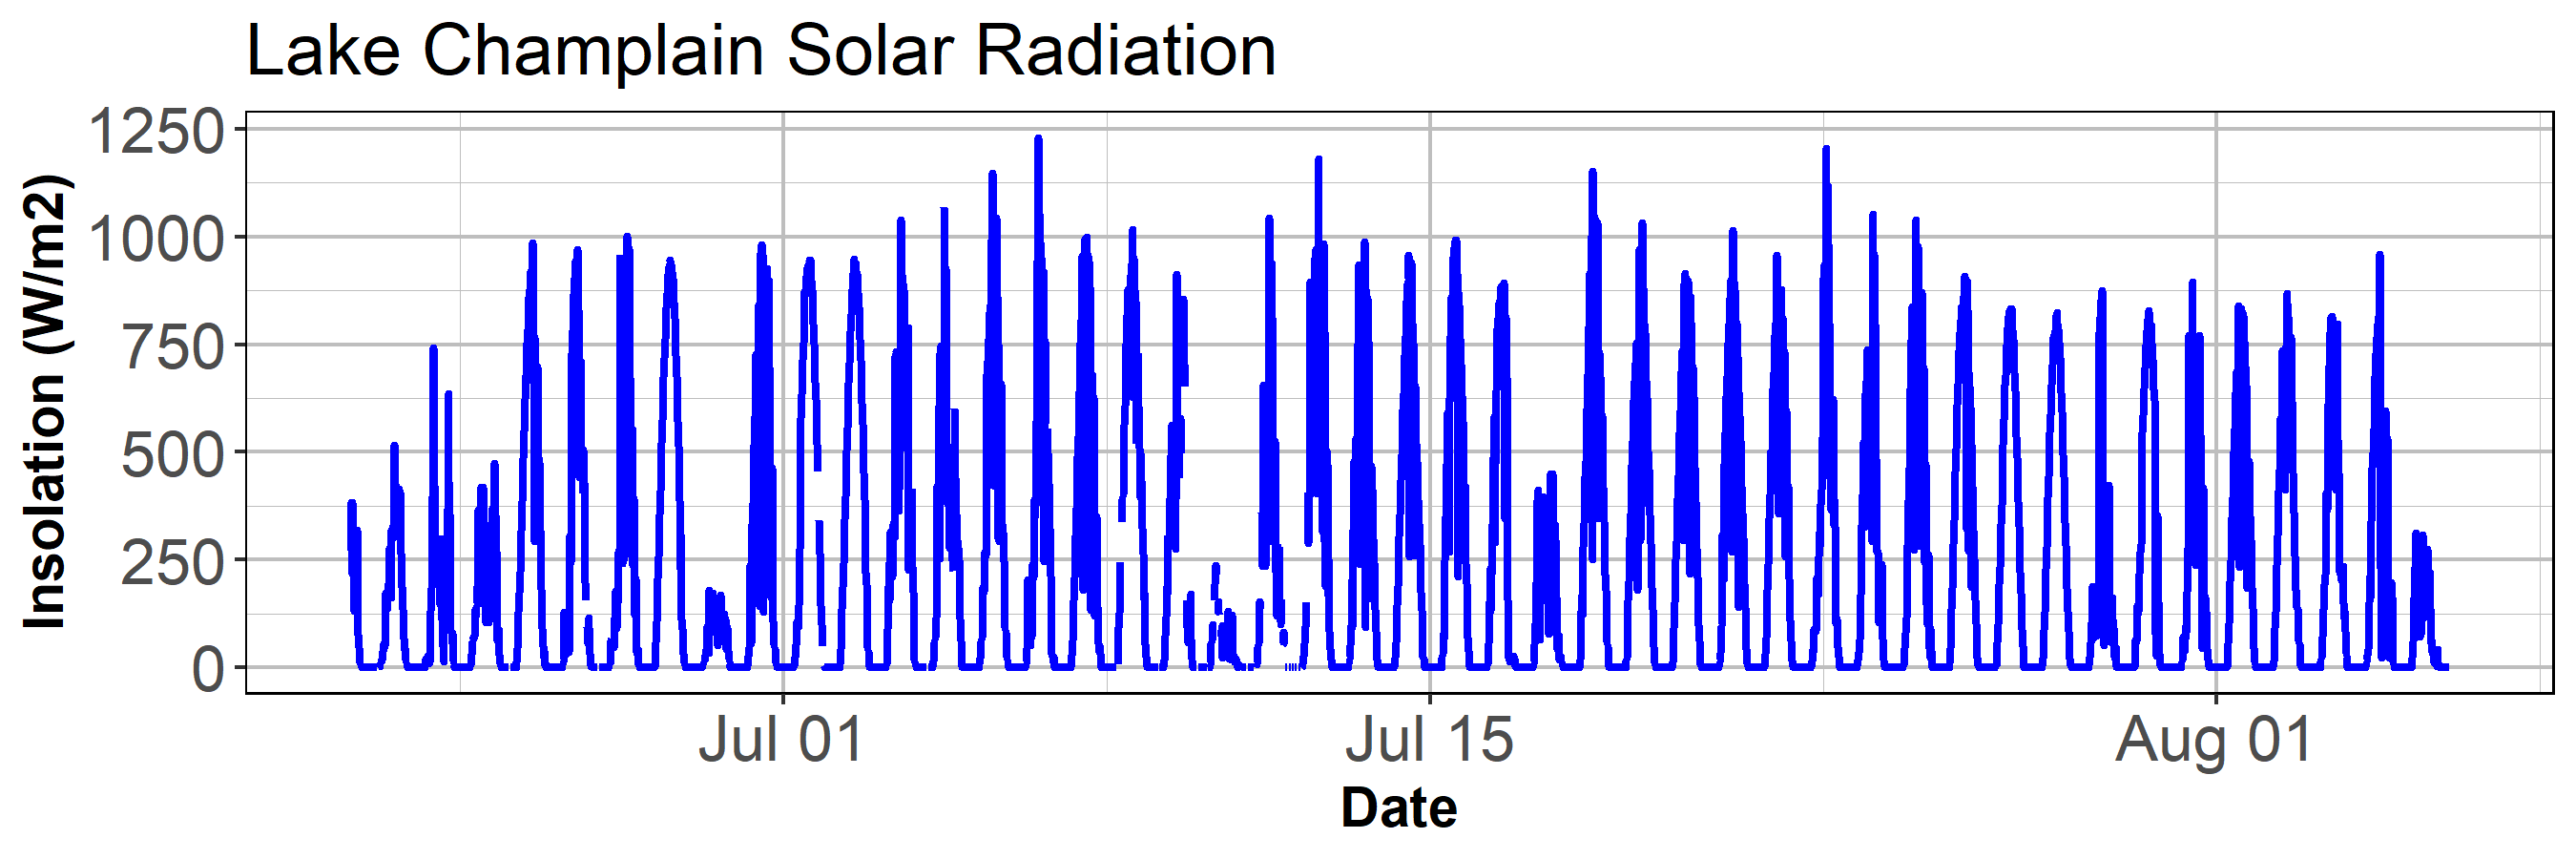 Lake Champlain Solar Radiation
Insolation (W/m2)
1250
1000
750
500
250
0
Jul 01
Jul 15
Aug 01
Date